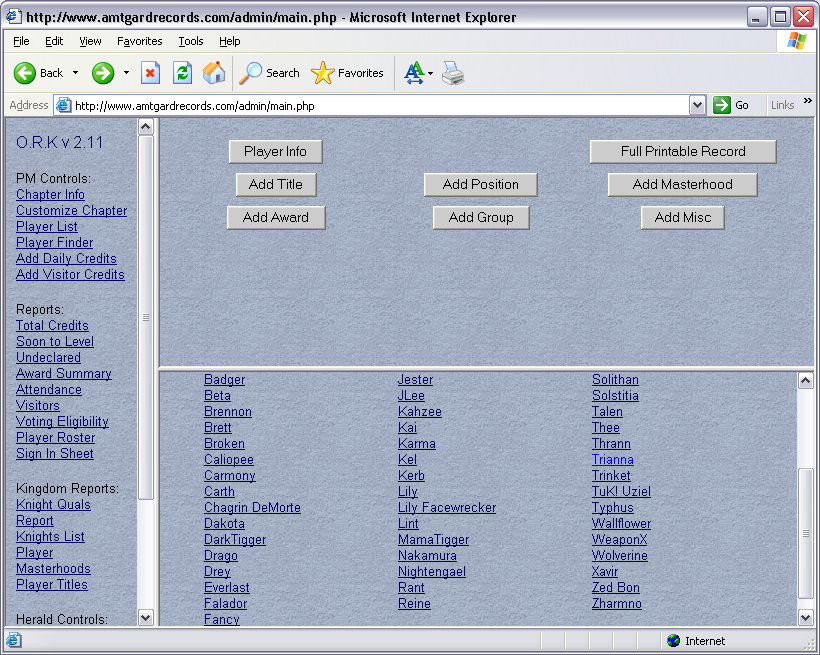 http://www.amtgardrecords.com/admin/main.php - Microsoft Internet Explorer
File Edit View Favorites Tools Help
Back Search Favorites
Address http://www.amtgardrecords.com/admin/main.php Go Links »
O.R.K v 2.11
PM Controls:
Chapter Info
Customize Chapter
Player List
Player Finder
Add Daily Credits
Add Visitor Credits
Reports:
Total Credits
Soon to Level
Undeclared
Award Summary
Attendance
Visitors
Voting Eligibility
Player Roster
Sign In Sheet
Kingdom Reports:
Knight Quals
Report
Knights List
Player
Masterhoods
Player Titles
Herald Controls:
Player Info Full Printable Record
Add Title Add Position Add Masterhood
Add Award Add Group Add Misc
Badger Jester Solithan
Beta JLee Solstitia
Brennon Kahzee Talen
Brett Kai Thee
Broken Karma Thrann
Caliopee Kel Trianna
Carmony Kerb Trinket
Carth Lily TuK! Uziel
Chagrin DeMorte Lily Facewrecker Typhus
Dakota Lint Wallflower
DarkTigger MamaTigger WeaponX
Drago Nakamura Wolverine
Drey Nightengael Xavir
Everlast Rant Zed Bon
Falador Reine Zharmno
Fancy
Internet